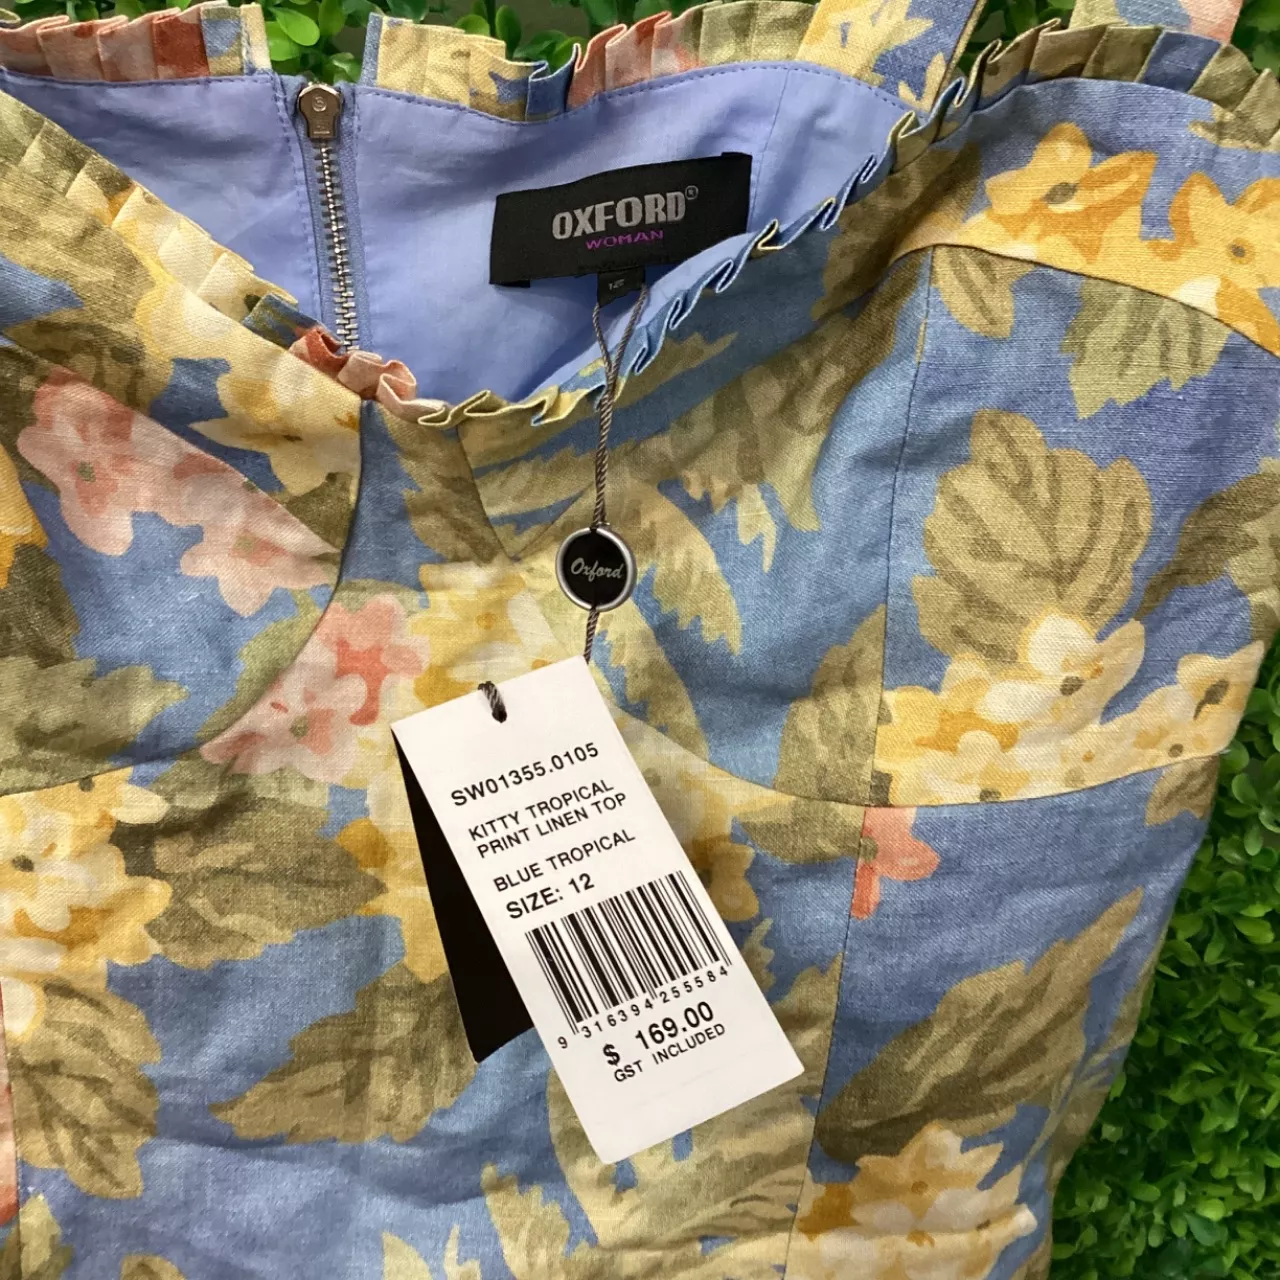 OXFORD®
WOMAN
12
Oxford
SW01355.0105
KITTY TROPICAL
PRINT LINEN TOP
BLUE TROPICAL
SIZE: 12
9 316394 255584
$ 169.00
GST INCLUDED